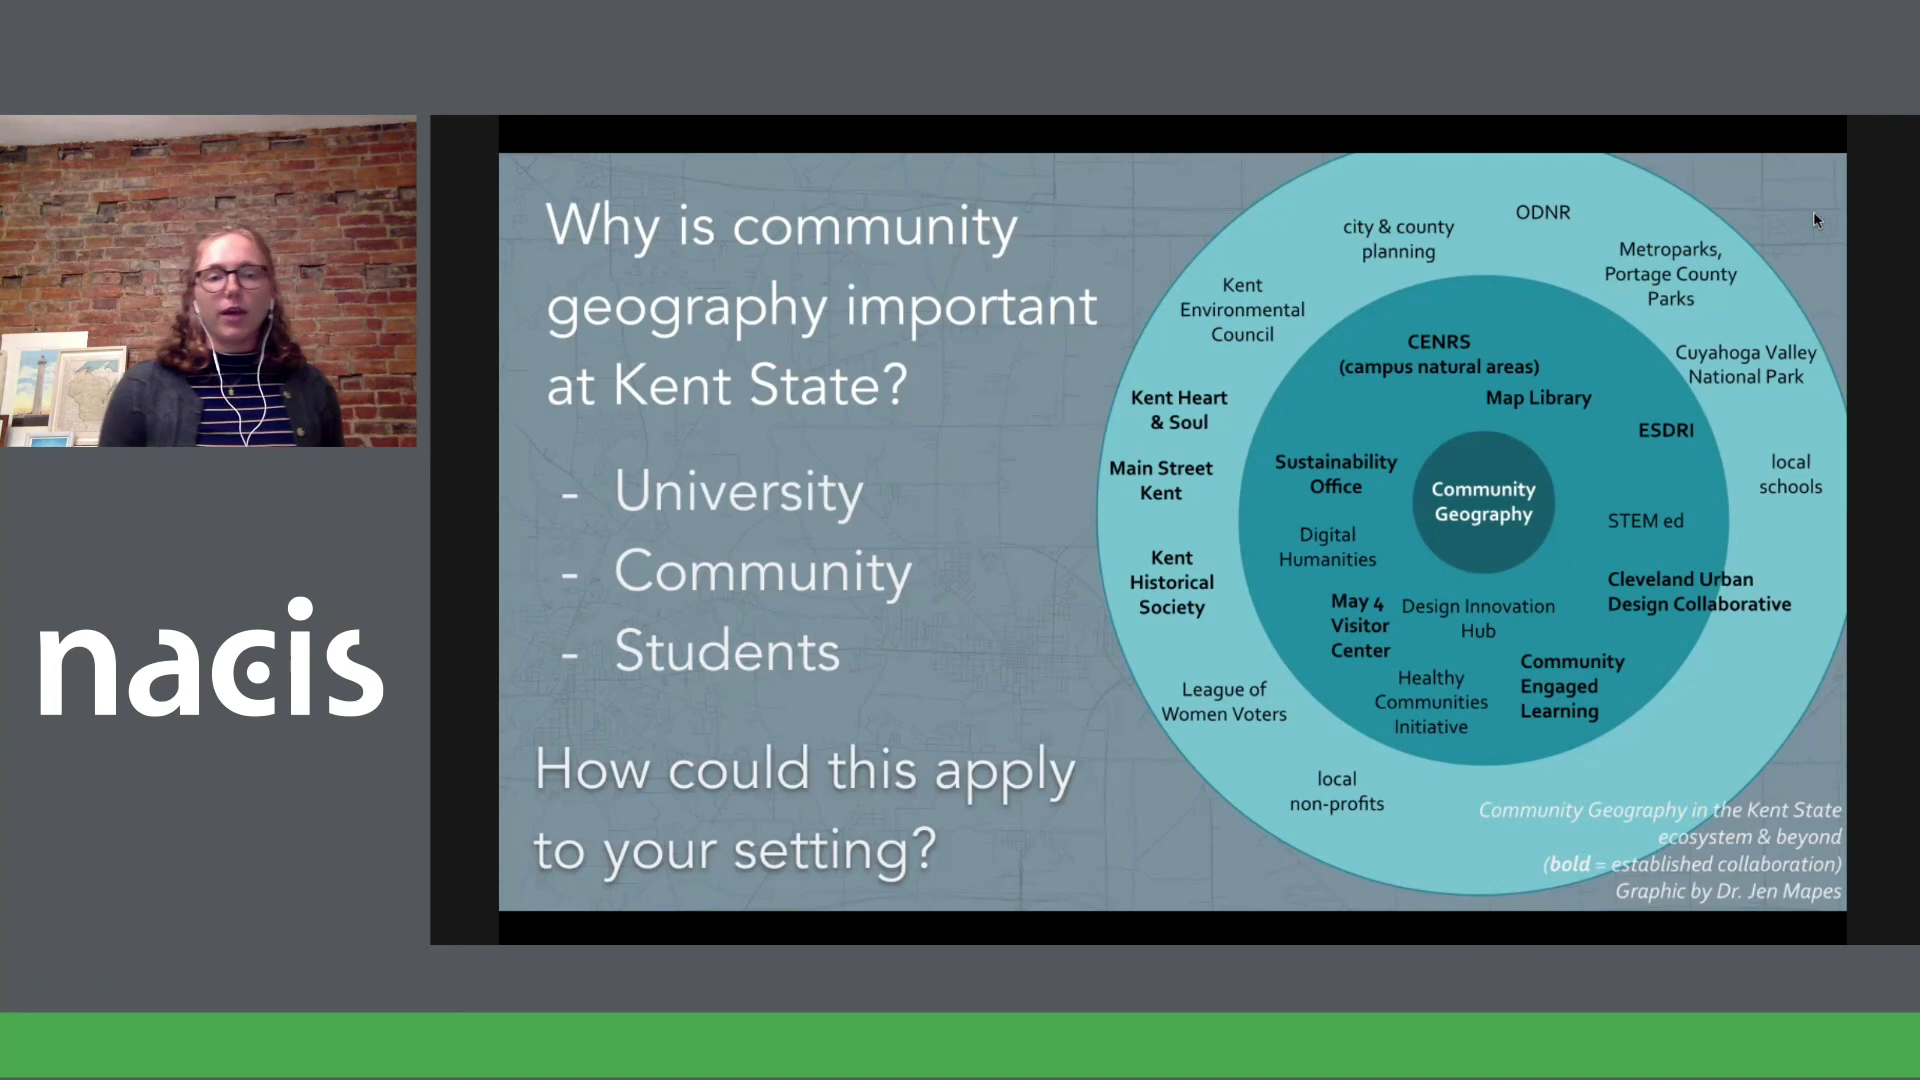 Why is community
geography important
at Kent State?
- University
- Community
- Students
How could this apply
to your setting?
ODNR
city & county
planning
Metroparks,
Portage County
Parks
Kent
Environmental
Council
CENRS
(campus natural areas)
Cuyahoga Valley
National Park
Kent Heart
& Soul
Map Library
ESDRI
Main Street
Kent
Sustainability
Office
Community
Geography
local
schools
STEM ed
Digital
Humanities
Kent
Historical
Society
Cleveland Urban
Design Collaborative
May 4
Visitor
Center
Design Innovation
Hub
Community
Engaged
Learning
Healthy
Communities
Initiative
League of
Women Voters
local
non-profits
Community Geography in the Kent State
ecosystem & beyond
(bold = established collaboration)
Graphic by Dr. Jen Mapes
nacis